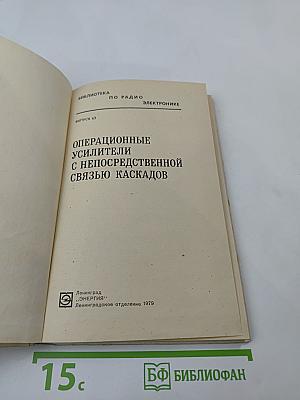 БИБЛИОТЕКА
ПО РАДИО
ЭЛЕКТРОНИКЕ
ОПЕРАЦИОННЫЕ
УСИЛИТЕЛИ
С НЕПОСРЕДСТВЕННОЙ
СВЯЗЬЮ КАСКАДОВ
Ленинград
„ЭНЕРГИЯ"
Ленинградское отделение 1979
15с
БФ БИБЛИОФАН